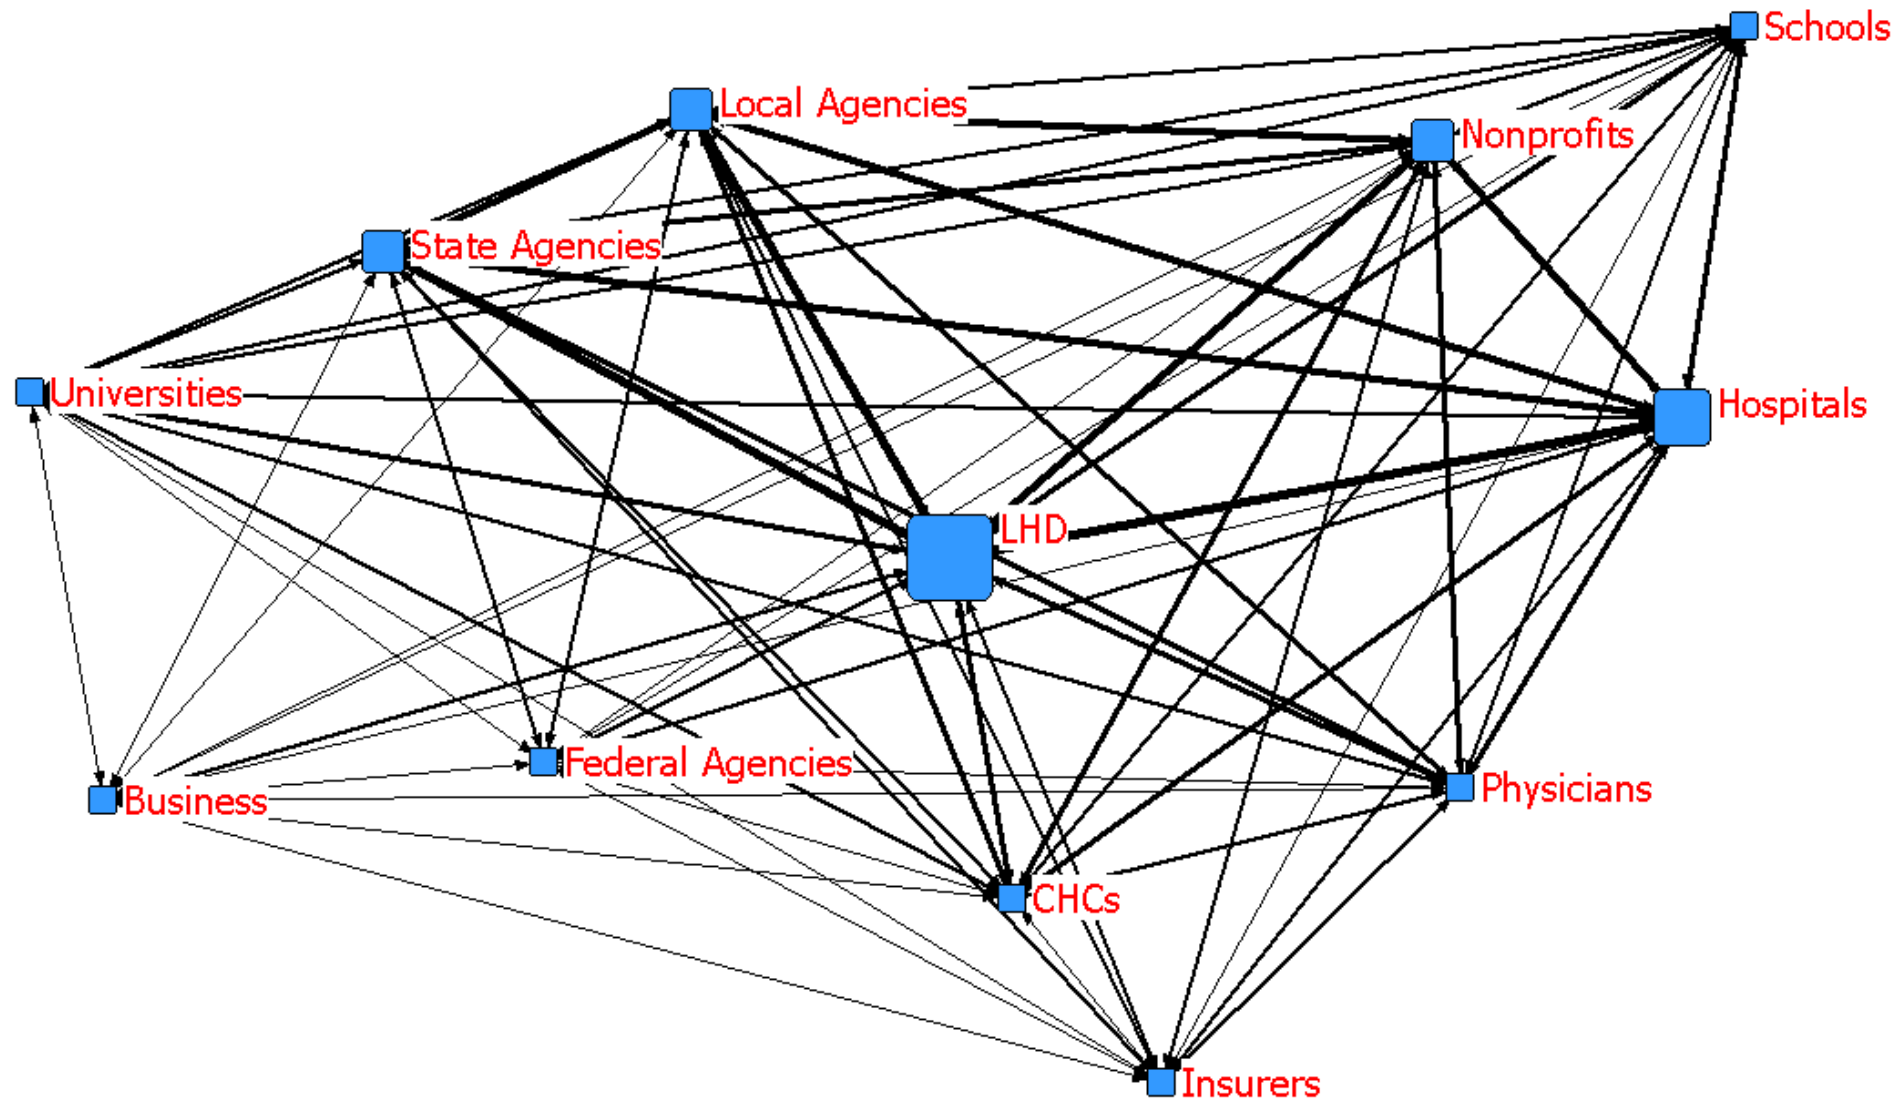 Schools
Local Agencies
Nonprofits
State Agencies
Universities
Hospitals
LHD
Federal Agencies
Business
Physicians
CHCs
Insurers